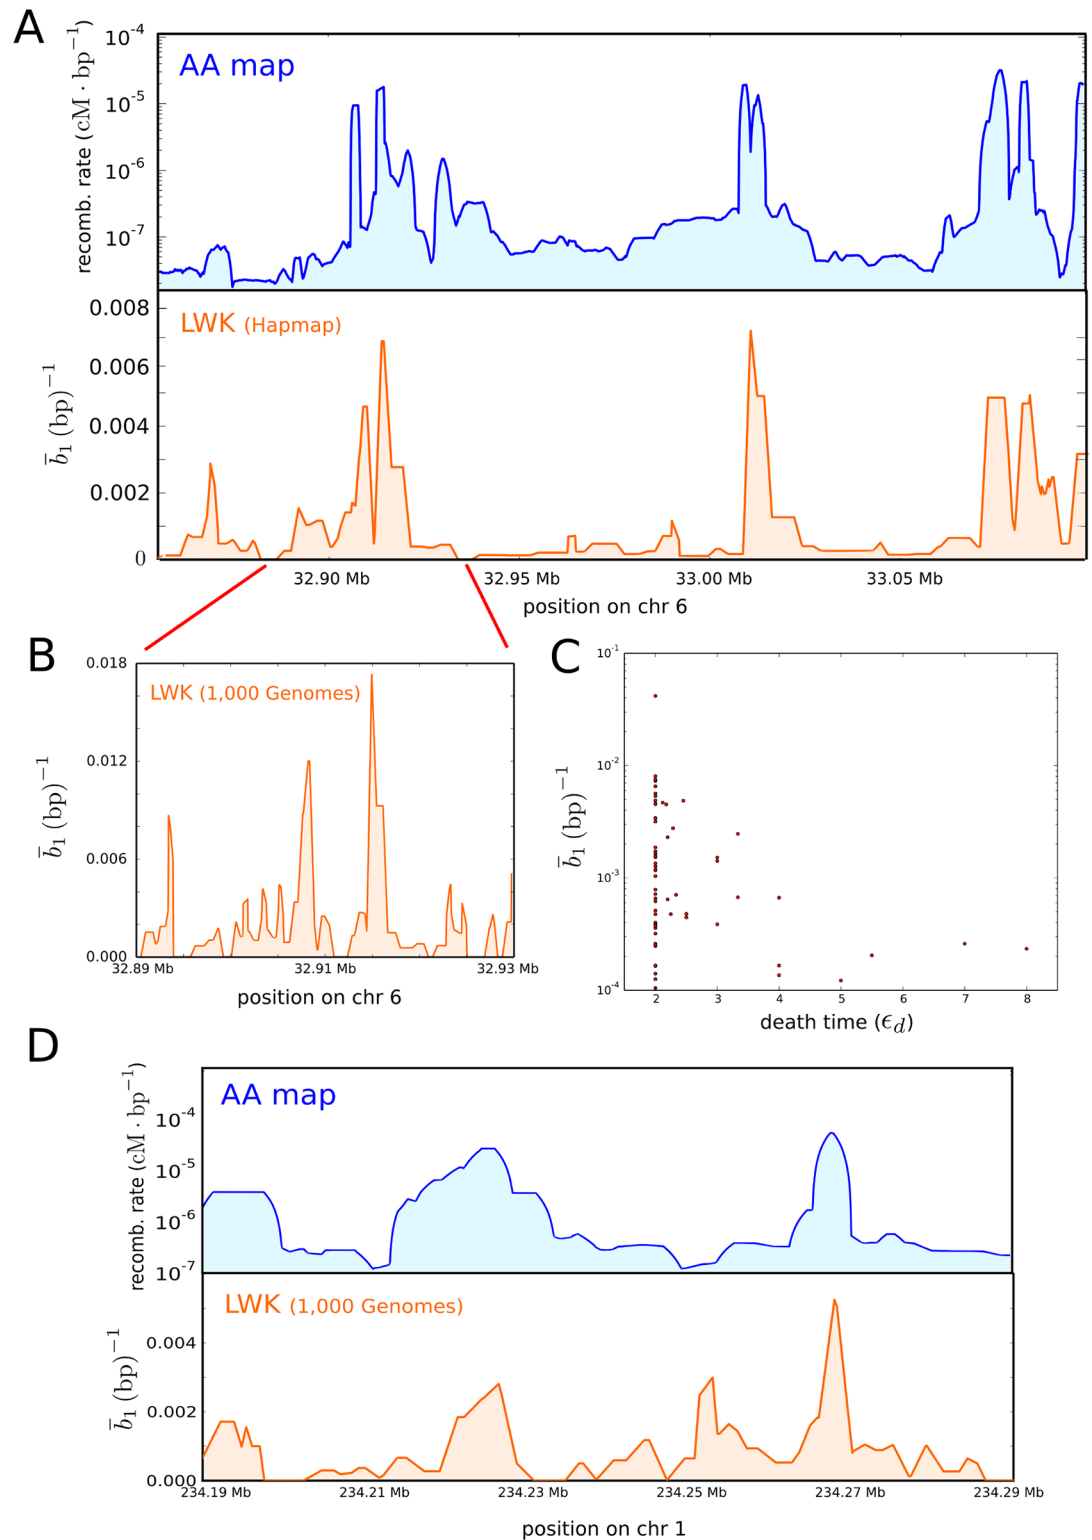 A
AA map
recomb. rate (cM · bp⁻¹)
10⁻⁴
10⁻⁵
10⁻⁶
10⁻⁷
LWK (Hapmap)
b̅₁ (bp)⁻¹
0.008
0.006
0.004
0.002
0
32.90 Mb 32.95 Mb 33.00 Mb 33.05 Mb
position on chr 6
B
LWK (1,000 Genomes)
b̅₁ (bp)⁻¹
0.018
0.012
0.006
0.000
32.89 Mb 32.91 Mb 32.93 Mb
position on chr 6
C
b̅₁ (bp)⁻¹
10⁻¹
10⁻²
10⁻³
10⁻⁴
2 3 4 5 6 7 8
death time (ϵ_d)
D
AA map
recomb. rate (cM · bp⁻¹)
10⁻⁴
10⁻⁵
10⁻⁶
10⁻⁷
LWK (1,000 Genomes)
b̅₁ (bp)⁻¹
0.004
0.002
0.000
234.19 Mb 234.21 Mb 234.23 Mb 234.25 Mb 234.27 Mb 234.29 Mb
position on chr 1